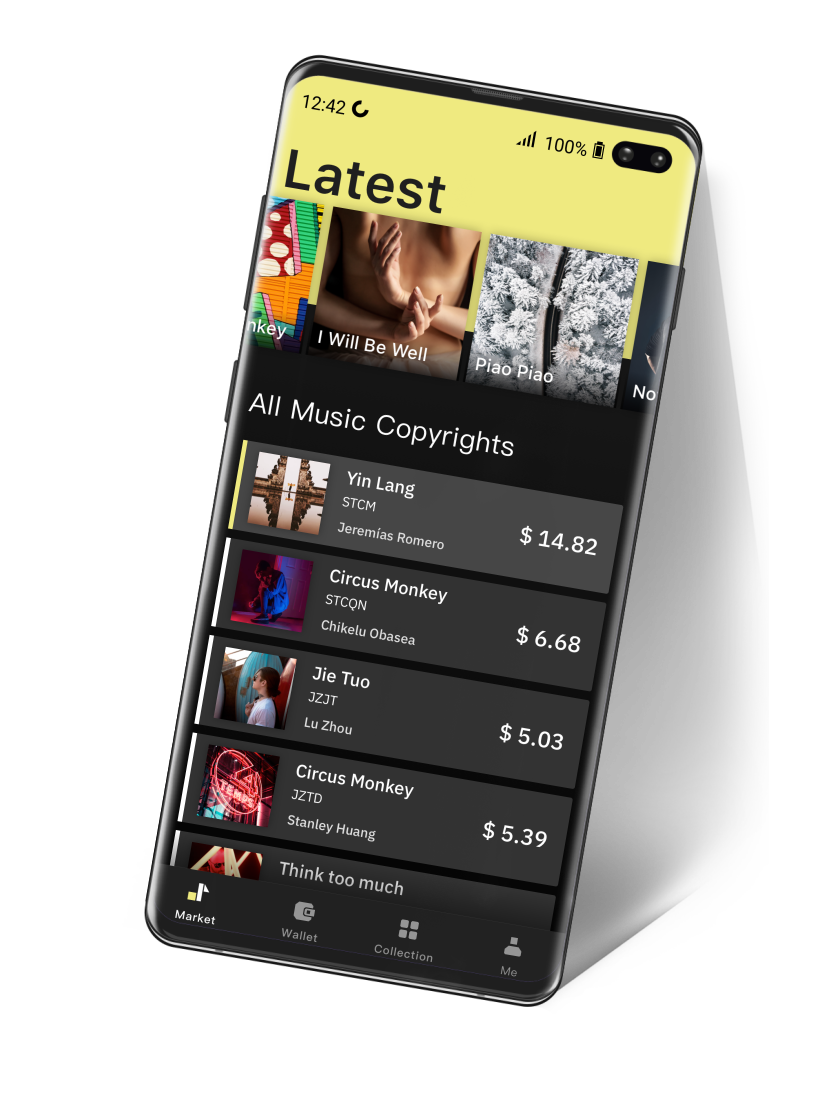 12:42
100%
Latest
nkey
I Will Be Well
Piao Piao
No
All Music Copyrights
Yin Lang
STCM
Jeremías Romero
$ 14.82
Circus Monkey
STCQN
Chikelu Obasea
$ 6.68
Jie Tuo
JZJT
Lu Zhou
$ 5.03
Circus Monkey
JZTD
Stanley Huang
$ 5.39
Think too much
Market
Wallet
Collection
Me